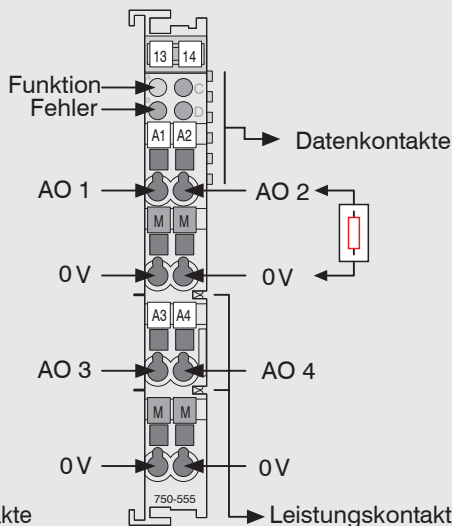 13 14
A C
Funktion
B D
Fehler
A1 A2
Datenkontakte
AO 1 AO 2
M M
0 V 0 V
A3 A4
AO 3 AO 4
M M
0 V 0 V
750-555
akte Leistungskontakt